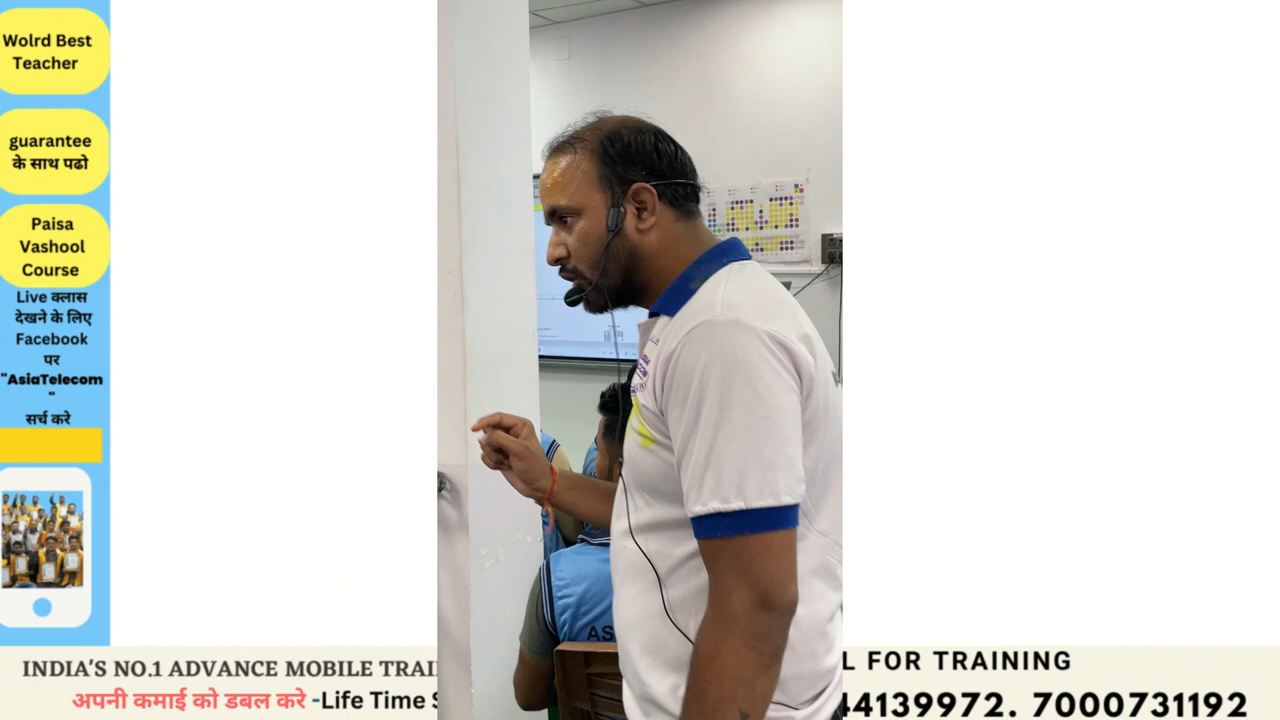 Wolrd Best
Teacher
guarantee
के साथ पढो
Paisa
Vashool
Course
Live क्लास
देखने के लिए
Facebook
पर
"AsiaTelecom
"
सर्च करे
AS
INDIA'S NO.1 ADVANCE MOBILE TRAI
L FOR TRAINING
अपनी कमाई को डबल करे -Life Time S
44139972. 7000731192